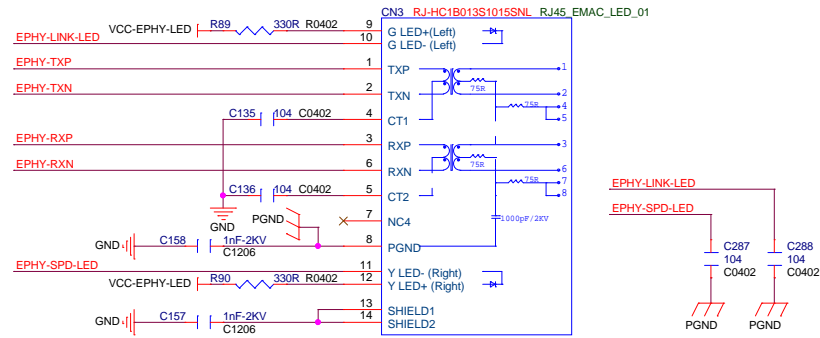 CN3 RJ-HC1B013S1015SNL RJ45_EMAC_LED_01
VCC-EPHY-LED R89 330R R0402 9 G LED+(Left)
EPHY-LINK-LED 10 G LED- (Left)
EPHY-TXP 1 TXP 1
75R
EPHY-TXN 2 TXN 2
75R 4
C135 104 C0402 4 CT1 5
EPHY-RXP 3 RXP 3
75R
EPHY-RXN 6 RXN 6
75R 7
C136 104 C0402 5 CT2 8
GND
PGND 7 NC4
1000pF/2KV
GND C158 1nF-2KV 8 PGND
C1206
EPHY-SPD-LED 11 Y LED- (Right)
VCC-EPHY-LED R90 330R R0402 12 Y LED+ (Right)
13 SHIELD1
GND C157 1nF-2KV 14 SHIELD2
C1206
EPHY-LINK-LED
EPHY-SPD-LED
C287 C288
104 104
C0402 C0402
PGND PGND